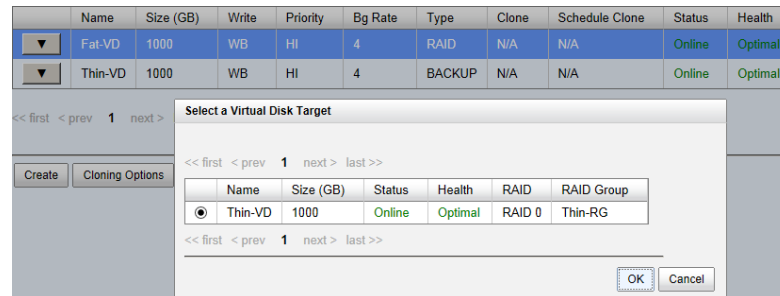 Name Size (GB) Write Priority Bg Rate Type Clone Schedule Clone Status Health
▼ Fat-VD 1000 WB HI 4 RAID N/A N/A Online Optimal
▼ Thin-VD 1000 WB HI 4 BACKUP N/A N/A Online Optimal
<< first < prev 1 next >
Select a Virtual Disk Target
<< first < prev 1 next > last >>
Create Cloning Options
Name Size (GB) Status Health RAID RAID Group
Thin-VD 1000 Online Optimal RAID 0 Thin-RG
<< first < prev 1 next > last >>
OK Cancel